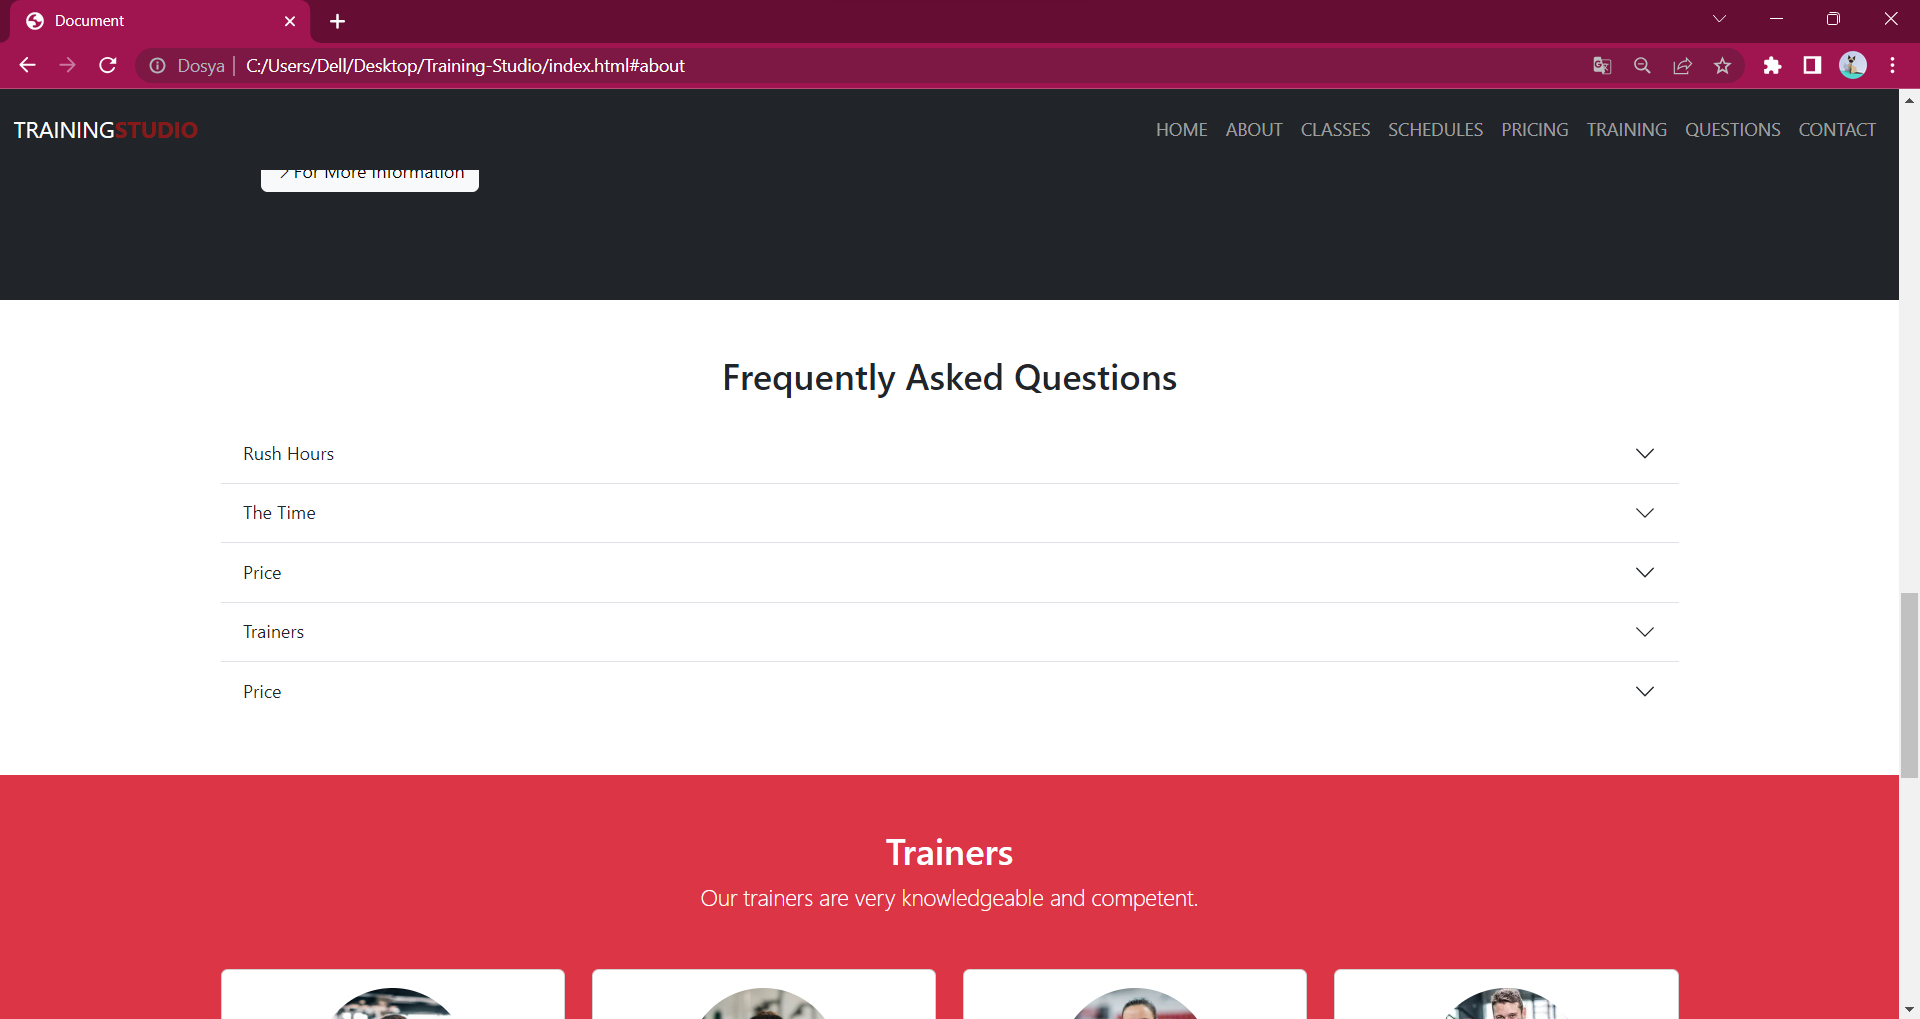 Document
Dosya | C:/Users/Dell/Desktop/Training-Studio/index.html#about
TRAININGSTUDIO
HOME ABOUT CLASSES SCHEDULES PRICING TRAINING QUESTIONS CONTACT
For More Information
Frequently Asked Questions
Rush Hours
The Time
Price
Trainers
Price
Trainers
Our trainers are very knowledgeable and competent.